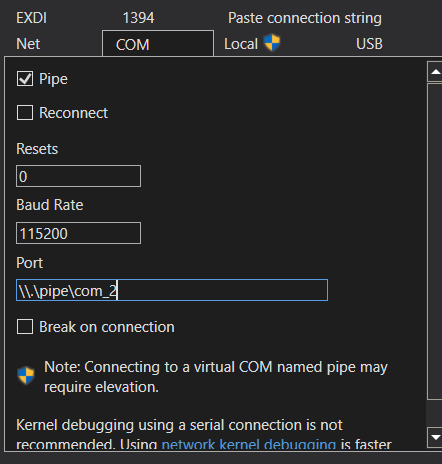 EXDI 1394 Paste connection string
Net COM Local USB
Pipe
Reconnect
Resets
0
Baud Rate
115200
Port
\\.\pipe\com_2
Break on connection
Note: Connecting to a virtual COM named pipe may
require elevation.
Kernel debugging using a serial connection is not
recommended. Using network kernel debugging is faster